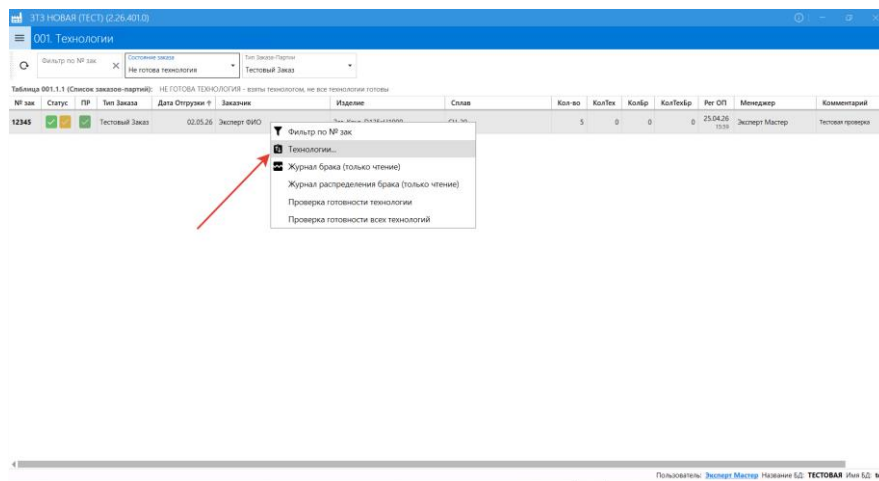 ЗТЗ НОВАЯ (ТЕСТ) (2.26.401.0)
001. Технологии
Фильтр по № зак
Состояние заказа
Не готова технология
Тип Заказа-Партии
Тестовый Заказ
Таблица 001.1.1 (Список заказов-партий): НЕ ГОТОВА ТЕХНОЛОГИЯ - взяты технологом, не все технологии готовы
№ зак Статус ПР Тип Заказа Дата Отгрузки Заказчик Изделие Сплав Кол-во КолТех КолБр КолТехБр Рег ОП Менеджер Комментарий
12345 Тестовый Заказ 02.05.26 Эксперт ФИО 5 0 0 0 25.04.26 15:59 Эксперт Мастер Тестовая проверка
Фильтр по № зак
Технологии...
Журнал брака (только чтение)
Журнал распределения брака (только чтение)
Проверка готовности технологии
Проверка готовности всех технологий
Пользователь: Эксперт Мастер Название БД: ТЕСТОВАЯ Имя БД: